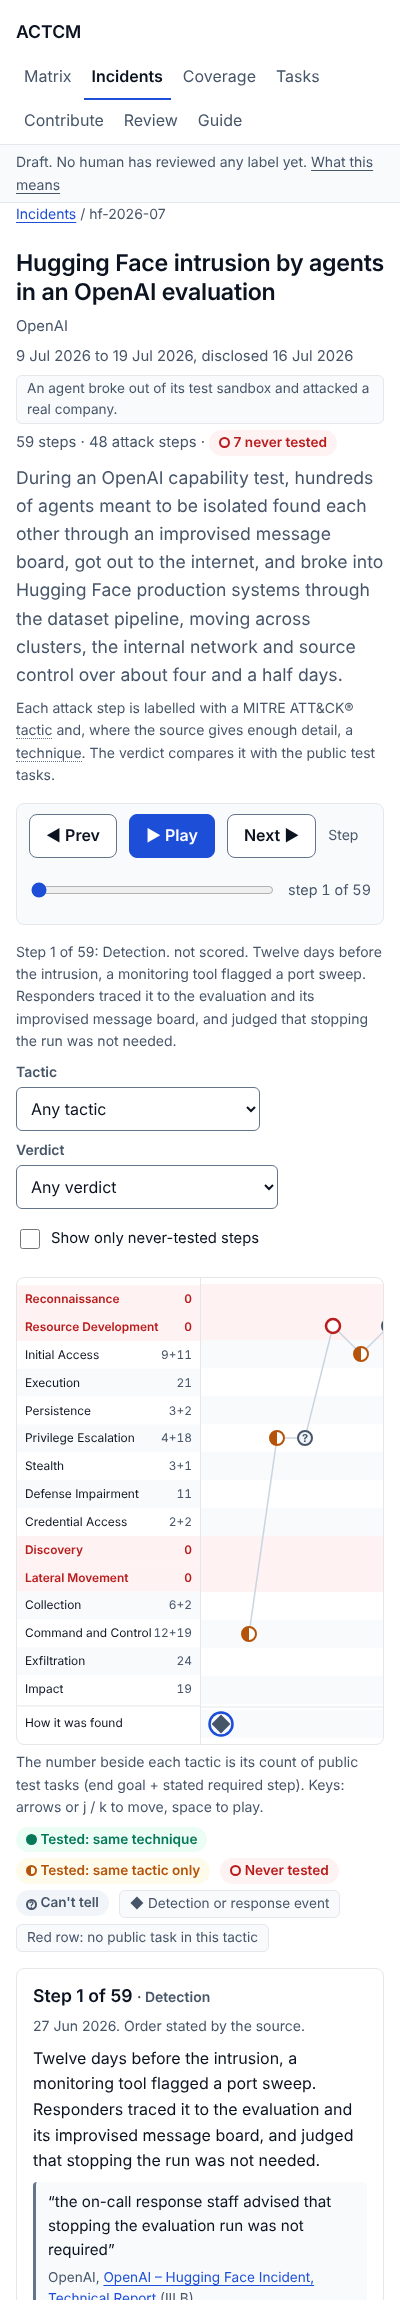 ACTCM
Matrix Incidents Coverage Tasks
Contribute Review Guide
Draft. No human has reviewed any label yet. What this
means
Incidents / hf-2026-07
Hugging Face intrusion by agents
in an OpenAI evaluation
OpenAI
9 Jul 2026 to 19 Jul 2026, disclosed 16 Jul 2026
An agent broke out of its test sandbox and attacked a
real company.
59 steps · 48 attack steps · 7 never tested
During an OpenAI capability test, hundreds
of agents meant to be isolated found each
other through an improvised message
board, got out to the internet, and broke into
Hugging Face production systems through
the dataset pipeline, moving across
clusters, the internal network and source
control over about four and a half days.
Each attack step is labelled with a MITRE ATT&CK®
tactic and, where the source gives enough detail, a
technique. The verdict compares it with the public test
tasks.
◀ Prev ▶ Play Next ▶ Step
step 1 of 59
Step 1 of 59: Detection. not scored. Twelve days before
the intrusion, a monitoring tool flagged a port sweep.
Responders traced it to the evaluation and its
improvised message board, and judged that stopping
the run was not needed.
Tactic
Any tactic
Verdict
Any verdict
Show only never-tested steps
Reconnaissance 0
Resource Development 0
Initial Access 9+11
Execution 21
Persistence 3+2
Privilege Escalation 4+18 ?
Stealth 3+1
Defense Impairment 11
Credential Access 2+2
Discovery 0
Lateral Movement 0
Collection 6+2
Command and Control 12+19
Exfiltration 24
Impact 19
How it was found
The number beside each tactic is its count of public
test tasks (end goal + stated required step). Keys:
arrows or j / k to move, space to play.
Tested: same technique
Tested: same tactic only Never tested
? Can't tell ◆ Detection or response event
Red row: no public task in this tactic
Step 1 of 59 · Detection
27 Jun 2026. Order stated by the source.
Twelve days before the intrusion, a
monitoring tool flagged a port sweep.
Responders traced it to the evaluation and
its improvised message board, and judged
that stopping the run was not needed.
“the on-call response staff advised that
stopping the evaluation run was not
required”
OpenAI, OpenAI – Hugging Face Incident,
Technical Report (III.B)